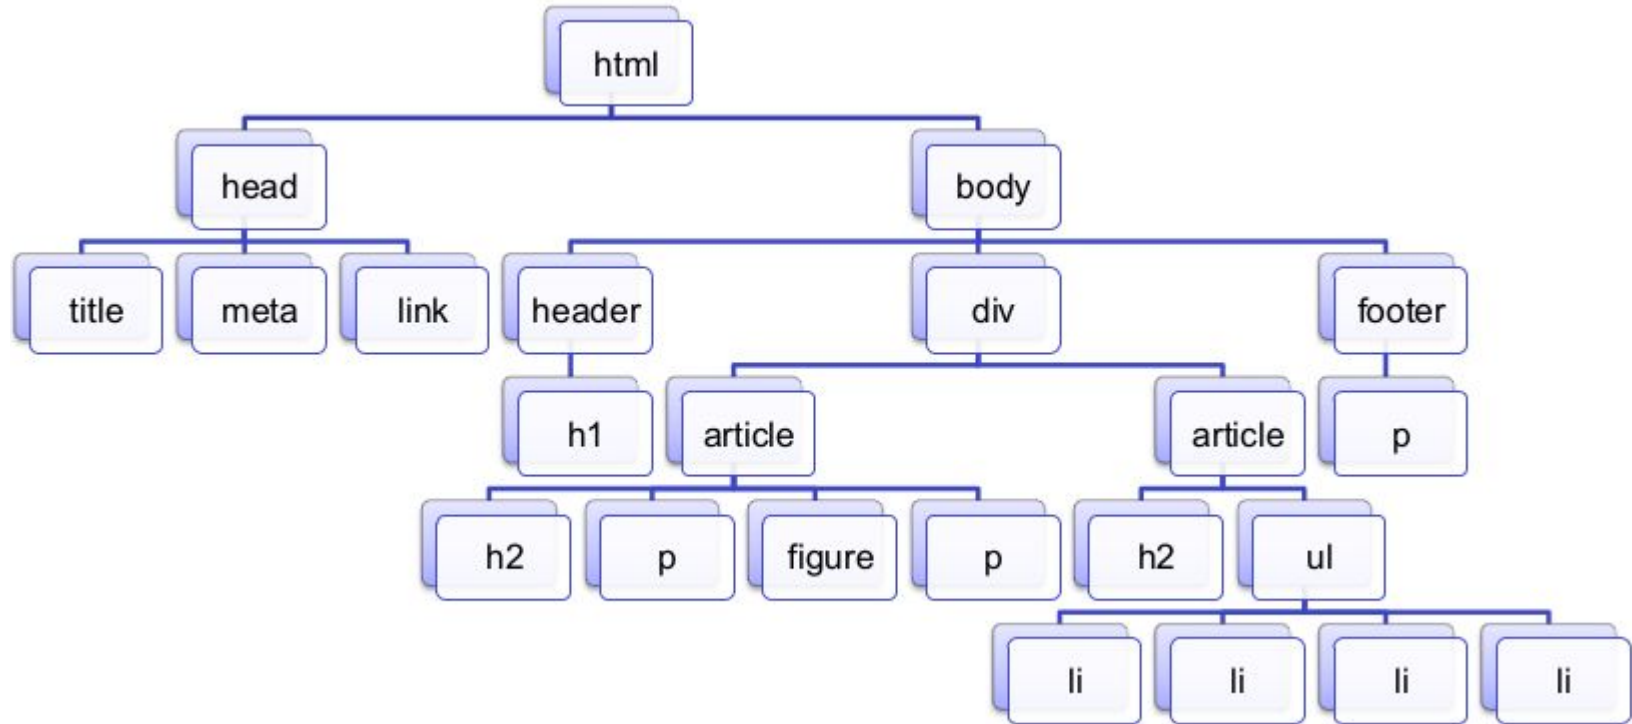 html
head body
title meta link header div footer
h1 article article p
h2 p figure p h2 ul
li li li li